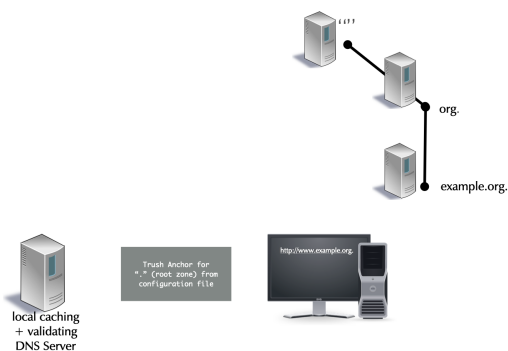 “”
org.
example.org.
http://www.example.org.
Trush Anchor for
“.” (root zone) from
configuration file
local caching
+ validating
DNS Server